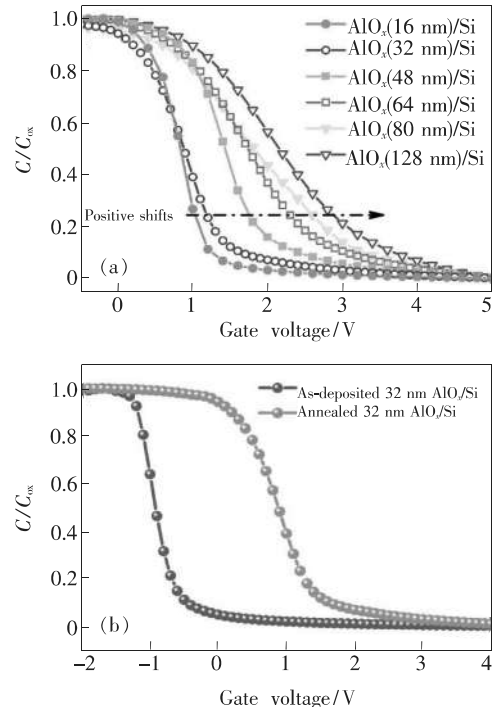 1.0
0.8
0.6
0.4
0.2
0
C/Cox
AlOx(16 nm)/Si
AlOx(32 nm)/Si
AlOx(48 nm)/Si
AlOx(64 nm)/Si
AlOx(80 nm)/Si
AlOx(128 nm)/Si
Positive shifts
(a)
0 1 2 3 4 5
Gate voltage/V
1.0
0.8
0.6
0.4
0.2
0
C/Cox
As-deposited 32 nm AlOx/Si
Annealed 32 nm AlOx/Si
(b)
−2 −1 0 1 2 3 4
Gate voltage/V